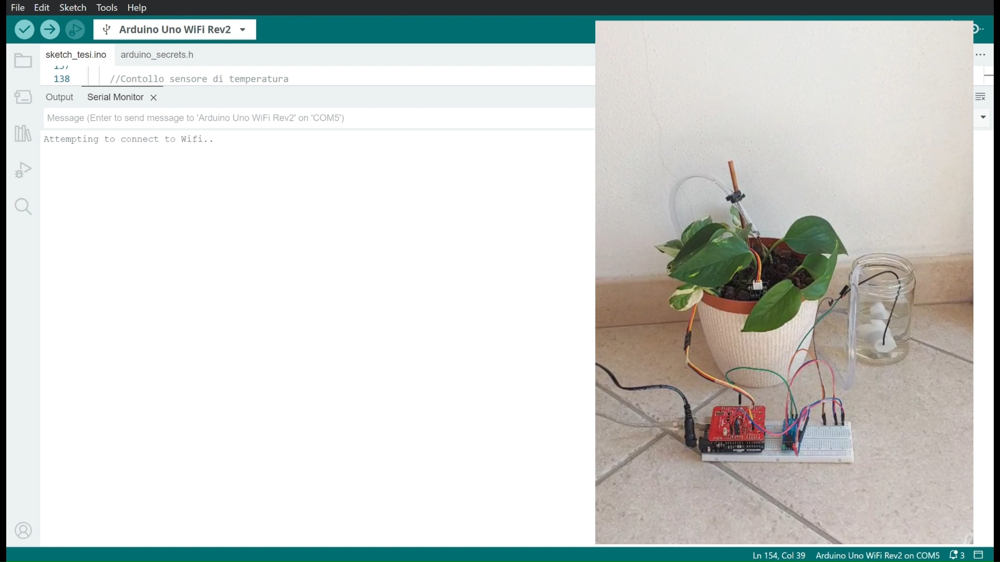 File Edit Sketch Tools Help
Arduino Uno WiFi Rev2
sketch_tesi.ino arduino_secrets.h
137
138 //Contollo sensore di temperatura
Output Serial Monitor
Message (Enter to send message to 'Arduino Uno WiFi Rev2' on 'COM5')
Attempting to connect to Wifi..
Ln 154, Col 39 Arduino Uno WiFi Rev2 on COM5 3